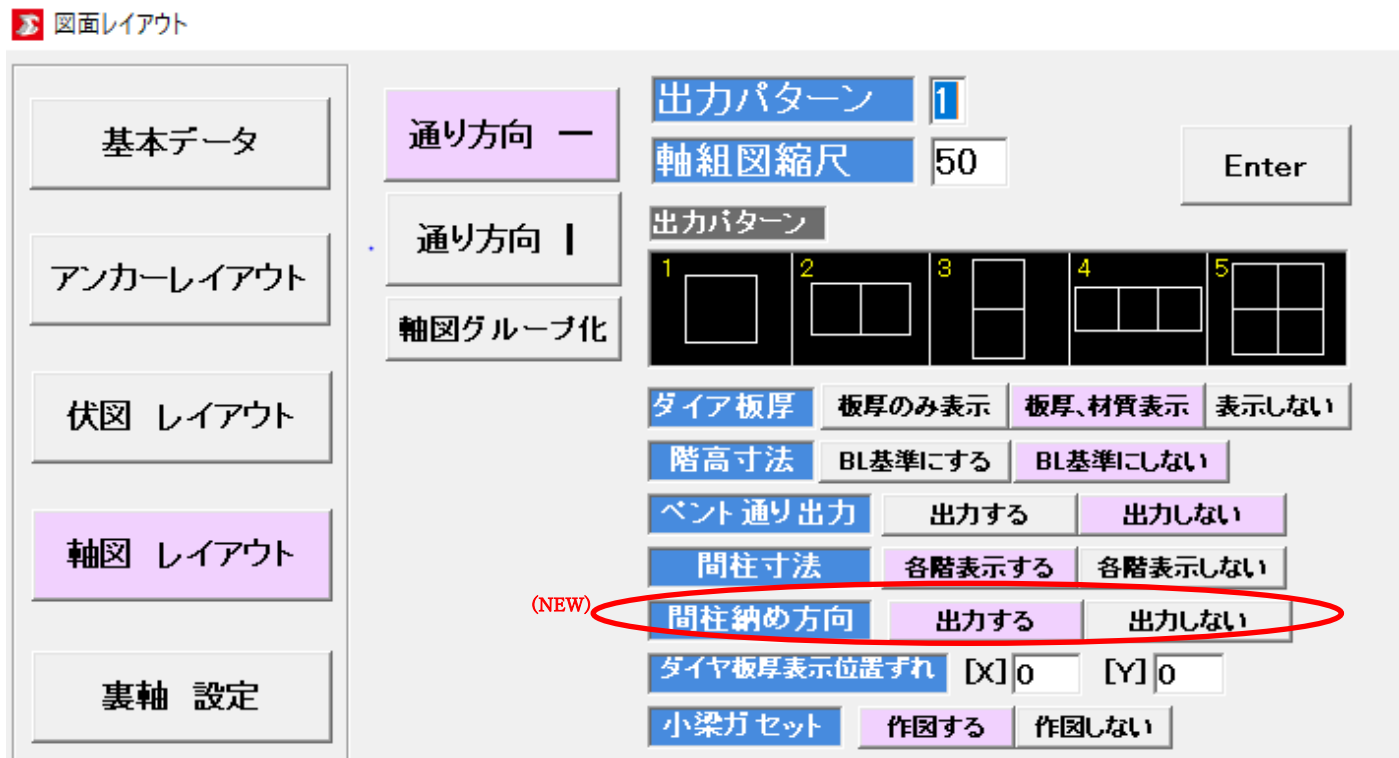 図面レイアウト
基本データ
アンカーレイアウト
伏図 レイアウト
軸図 レイアウト
裏軸 設定
通り方向 ー
通り方向 |
軸図グループ化
出力パターン 1
軸組図縮尺 50
Enter
出力パターン
1 2 3 4 5
ダイア板厚 板厚のみ表示 板厚、材質表示 表示しない
階高寸法 BL基準にする BL基準にしない
ベント通り出力 出力する 出力しない
間柱寸法 各階表示する 各階表示しない
(NEW) 間柱納め方向 出力する 出力しない
ダイヤ板厚表示位置ずれ [X] 0 [Y] 0
小梁ガセット 作図する 作図しない